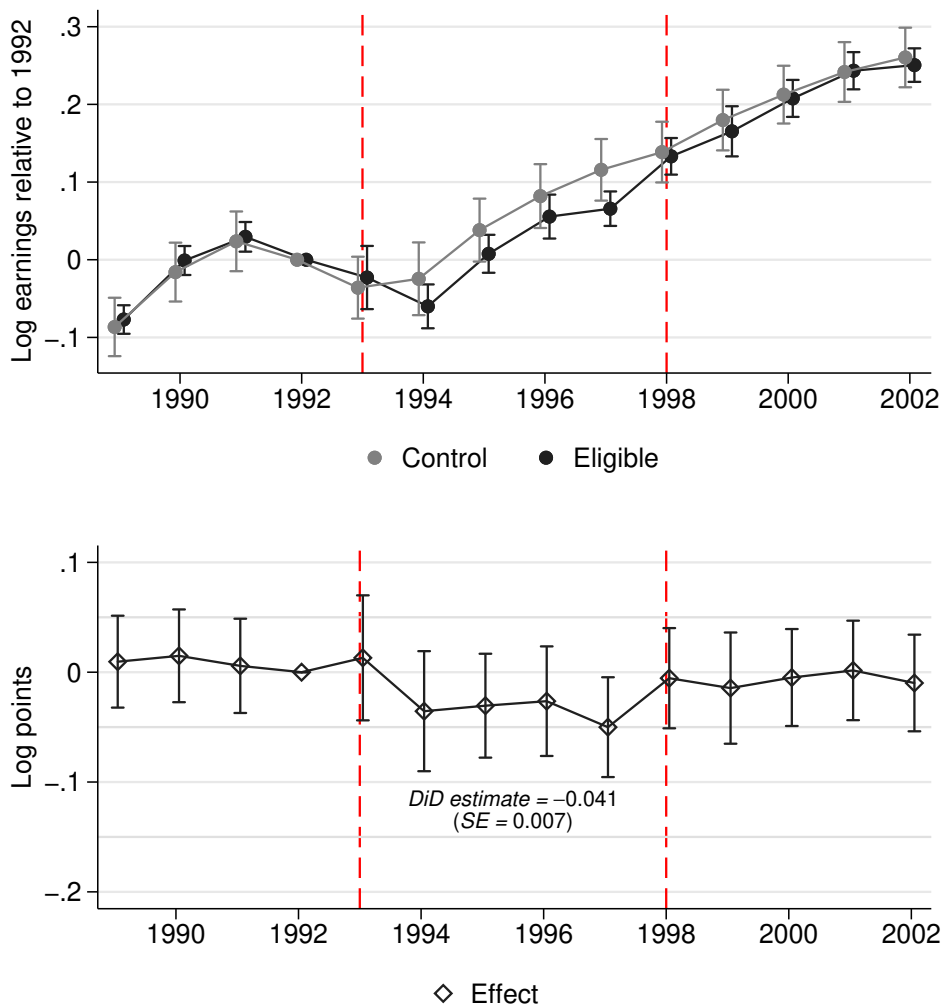 Log earnings relative to 1992
.3
.2
.1
0
−.1
1990 1992 1994 1996 1998 2000 2002
Control Eligible
Log points
.1
0
−.1
−.2
DiD estimate = −0.041
(SE = 0.007)
1990 1992 1994 1996 1998 2000 2002
Effect